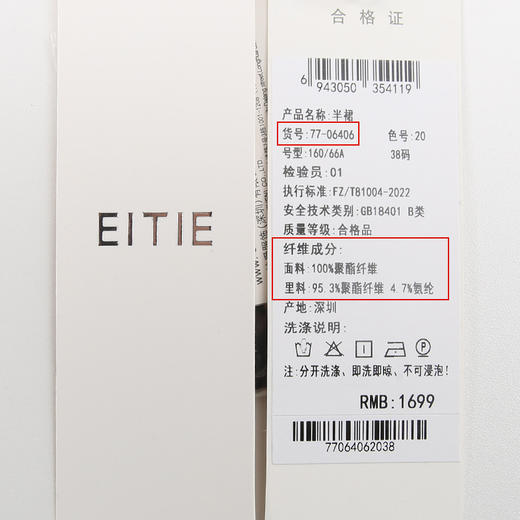 EITIE
合格证
6 943050 354119
产品名称:半裙
货号:77-06406 色号:20
号型:160/66A 38码
检验员:01
执行标准:FZ/T81004-2022
安全技术类别:GB18401 B类
质量等级:合格品
纤维成分:
面料:100%聚酯纤维
里料:95.3%聚酯纤维 4.7%氨纶
产地:深圳
洗涤说明:
注:分开洗涤、即洗即晾、不可浸泡!
RMB:1699
77064062038